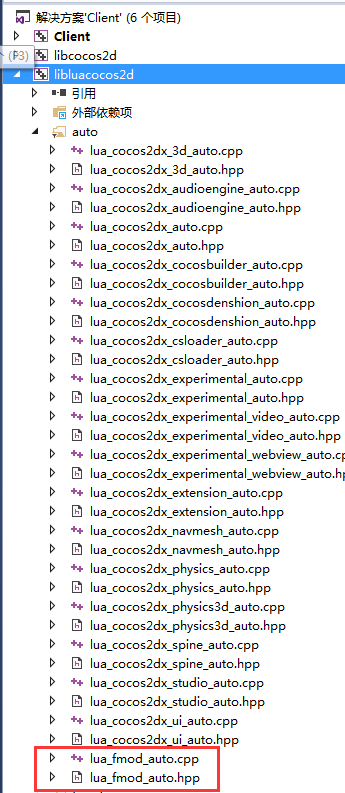 解决方案'Client' (6 个项目)
Client
libcocos2d
(F3)
libluacocos2d
引用
外部依赖项
auto
lua_cocos2dx_3d_auto.cpp
lua_cocos2dx_3d_auto.hpp
lua_cocos2dx_audioengine_auto.cpp
lua_cocos2dx_audioengine_auto.hpp
lua_cocos2dx_auto.cpp
lua_cocos2dx_auto.hpp
lua_cocos2dx_cocosbuilder_auto.cpp
lua_cocos2dx_cocosbuilder_auto.hpp
lua_cocos2dx_cocosdenshion_auto.cpp
lua_cocos2dx_cocosdenshion_auto.hpp
lua_cocos2dx_csloader_auto.cpp
lua_cocos2dx_csloader_auto.hpp
lua_cocos2dx_experimental_auto.cpp
lua_cocos2dx_experimental_auto.hpp
lua_cocos2dx_experimental_video_auto.cpp
lua_cocos2dx_experimental_video_auto.hpp
lua_cocos2dx_experimental_webview_auto.c
lua_cocos2dx_experimental_webview_auto.h
lua_cocos2dx_extension_auto.cpp
lua_cocos2dx_extension_auto.hpp
lua_cocos2dx_navmesh_auto.cpp
lua_cocos2dx_navmesh_auto.hpp
lua_cocos2dx_physics_auto.cpp
lua_cocos2dx_physics_auto.hpp
lua_cocos2dx_physics3d_auto.cpp
lua_cocos2dx_physics3d_auto.hpp
lua_cocos2dx_spine_auto.cpp
lua_cocos2dx_spine_auto.hpp
lua_cocos2dx_studio_auto.cpp
lua_cocos2dx_studio_auto.hpp
lua_cocos2dx_ui_auto.cpp
lua_cocos2dx_ui_auto.hpp
lua_fmod_auto.cpp
lua_fmod_auto.hpp